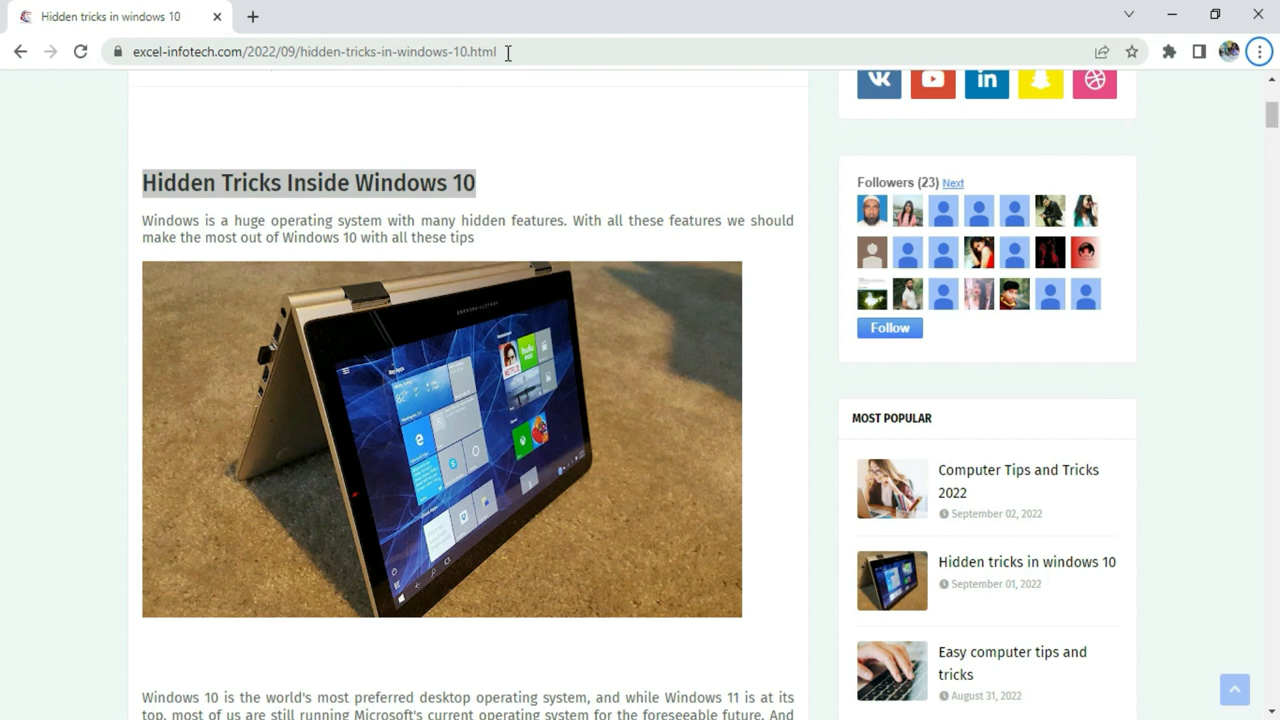 Hidden tricks in windows 10
excel-infotech.com/2022/09/hidden-tricks-in-windows-10.html
Hidden Tricks Inside Windows 10
Windows is a huge operating system with many hidden features. With all these features we should
make the most out of Windows 10 with all these tips
Windows 10 is the world's most preferred desktop operating system, and while Windows 11 is at its
top, most of us are still running Microsoft's current operating system for the foreseeable future. And
Followers (23) Next
Follow
MOST POPULAR
Computer Tips and Tricks
2022
September 02, 2022
Hidden tricks in windows 10
September 01, 2022
Easy computer tips and
tricks
August 31, 2022